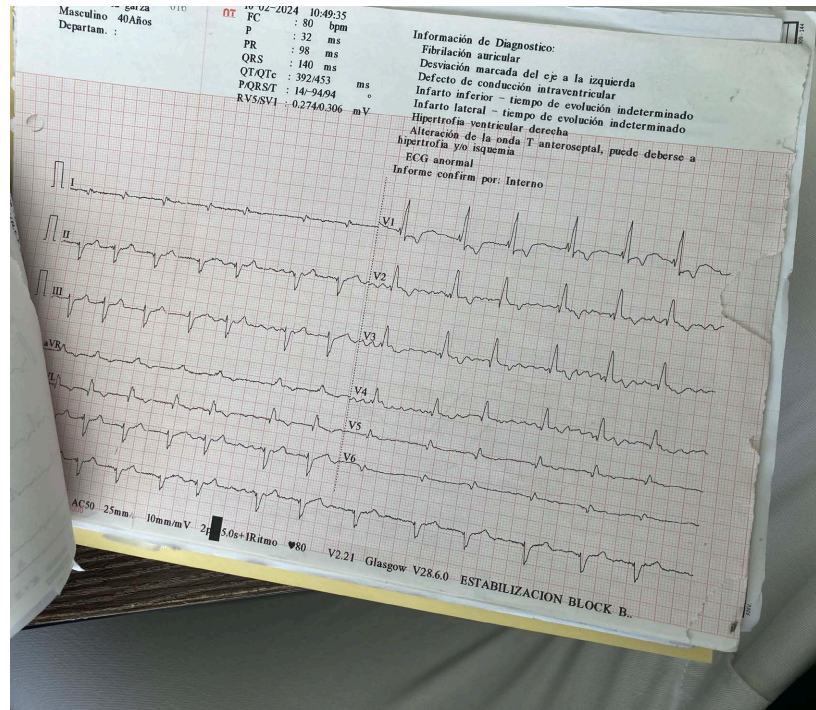 garza 016
Masculino 40Años
Departam. :
10-02-2024 10:49:35
FC : 80 bpm
P : 32 ms
PR : 98 ms
QRS : 140 ms
QT/QTc : 392/453 ms
P/QRS/T : 14/-94/94 °
RV5/SV1 : 0.274/0.306 mV
Información de Diagnostico:
Fibrilación auricular
Desviación marcada del eje a la izquierda
Defecto de conducción intraventricular
Infarto inferior - tiempo de evolución indeterminado
Infarto lateral - tiempo de evolución indeterminado
Hipertrofia ventricular derecha
Alteración de la onda T anteroseptal, puede deberse a
hipertrofia y/o isquemia
ECG anormal
Informe confirm por: Interno
I
II
III
aVR
V1
V2
V3
V4
V5
V6
AC50 25mm/ 10mm/mV 5.0s+1Ritmo ♥80 V2.21 Glasgow V28.6.0 ESTABILIZACION BLOCK B..